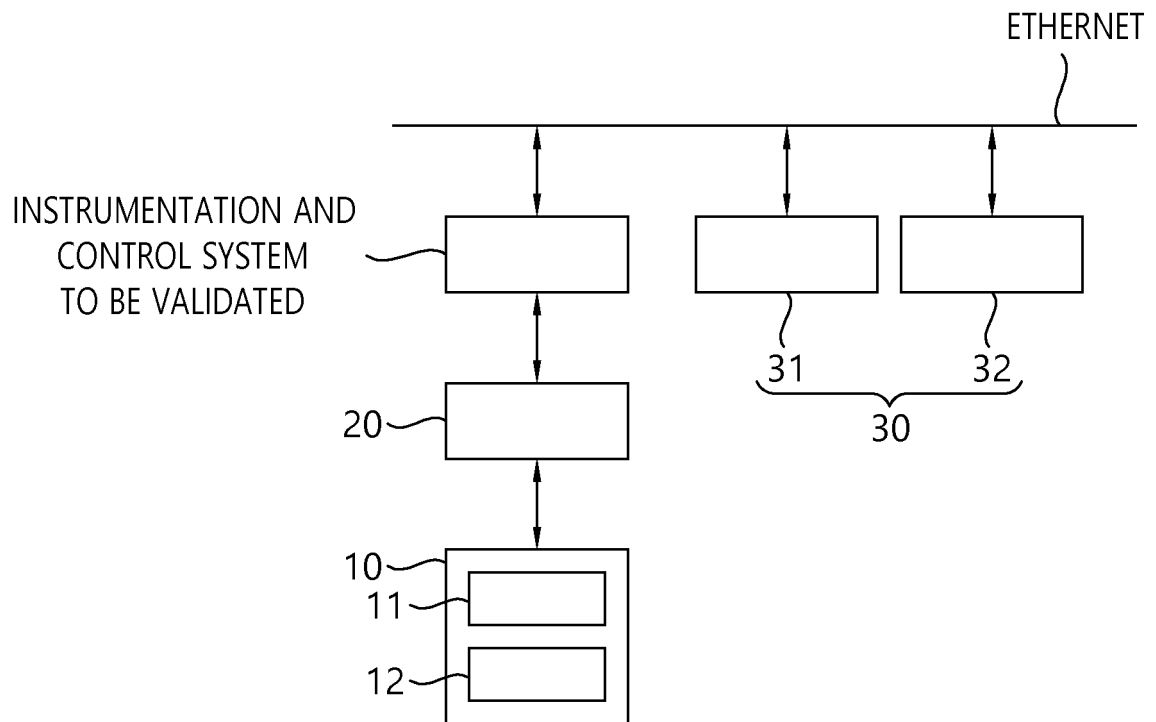 ETHERNET
INSTRUMENTATION AND
CONTROL SYSTEM
TO BE VALIDATED
31
32
20
30
10
11
12